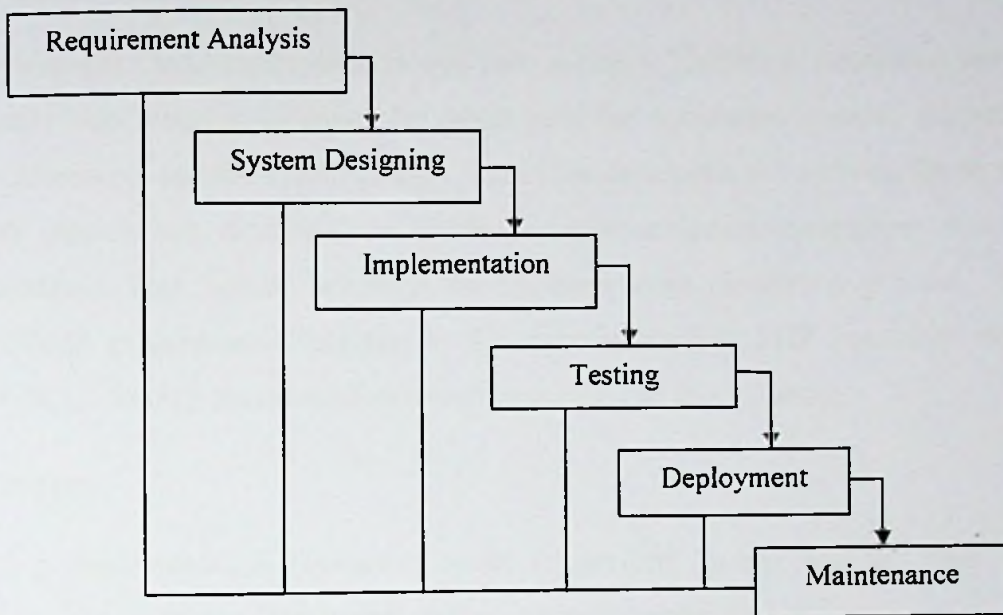 Requirement Analysis
System Designing
Implementation
Testing
Deployment
Maintenance